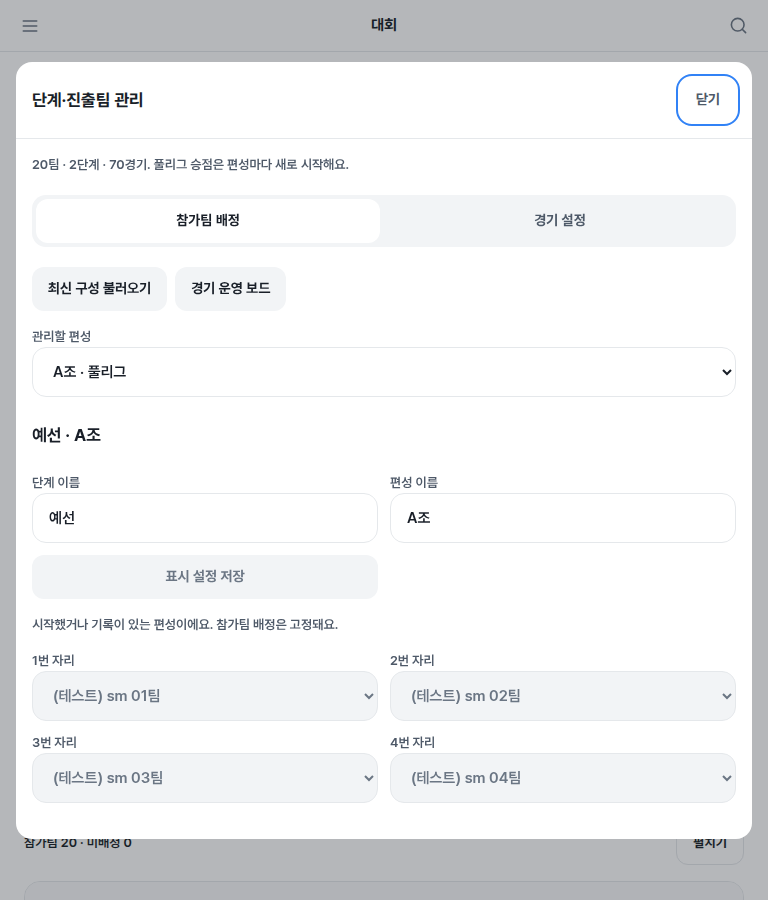 대회
단계·진출팀 관리
닫기
20팀 · 2단계 · 70경기. 풀리그 승점은 편성마다 새로 시작해요.
참가팀 배정
경기 설정
최신 구성 불러오기
경기 운영 보드
관리할 편성
A조 · 풀리그
예선 · A조
단계 이름
편성 이름
예선
A조
표시 설정 저장
시작했거나 기록이 있는 편성이에요. 참가팀 배정은 고정돼요.
1번 자리
2번 자리
(테스트) sm 01팀
(테스트) sm 02팀
3번 자리
4번 자리
(테스트) sm 03팀
(테스트) sm 04팀
참가팀 20 · 미배정 0
펼치기